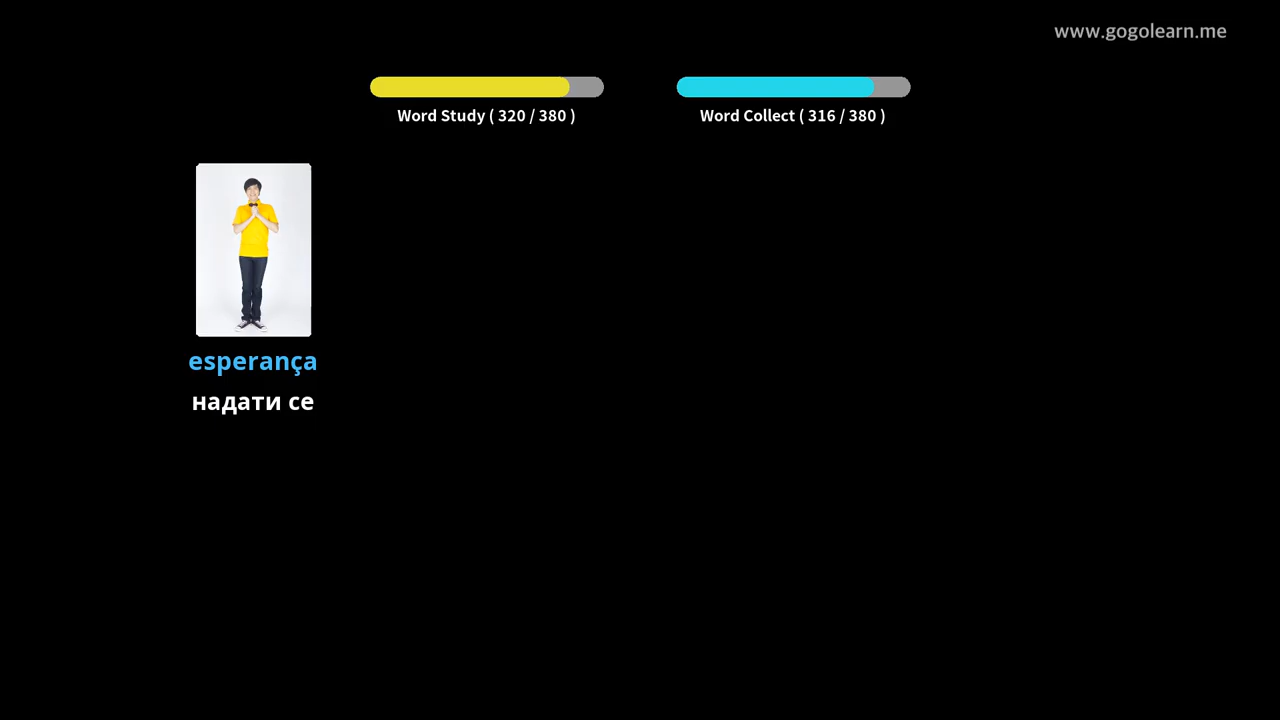 www.gogolearn.me
Word Study ( 320 / 380 )
Word Collect ( 316 / 380 )
esperança
надати се